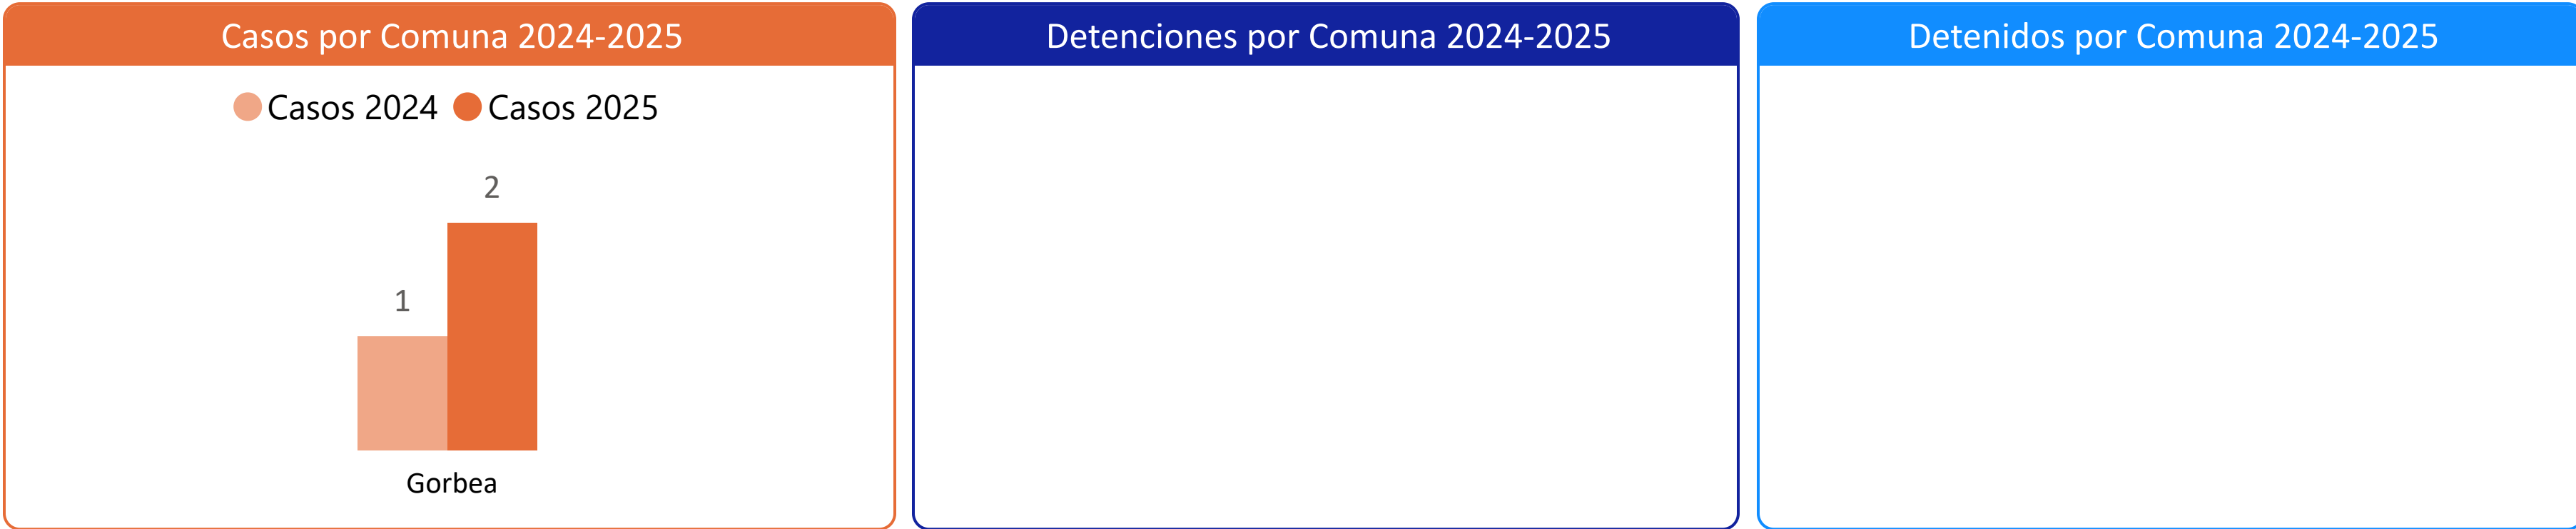 Casos por Comuna 2024-2025
Casos 2024 Casos 2025
2
1
Gorbea
Detenciones por Comuna 2024-2025
Detenidos por Comuna 2024-2025